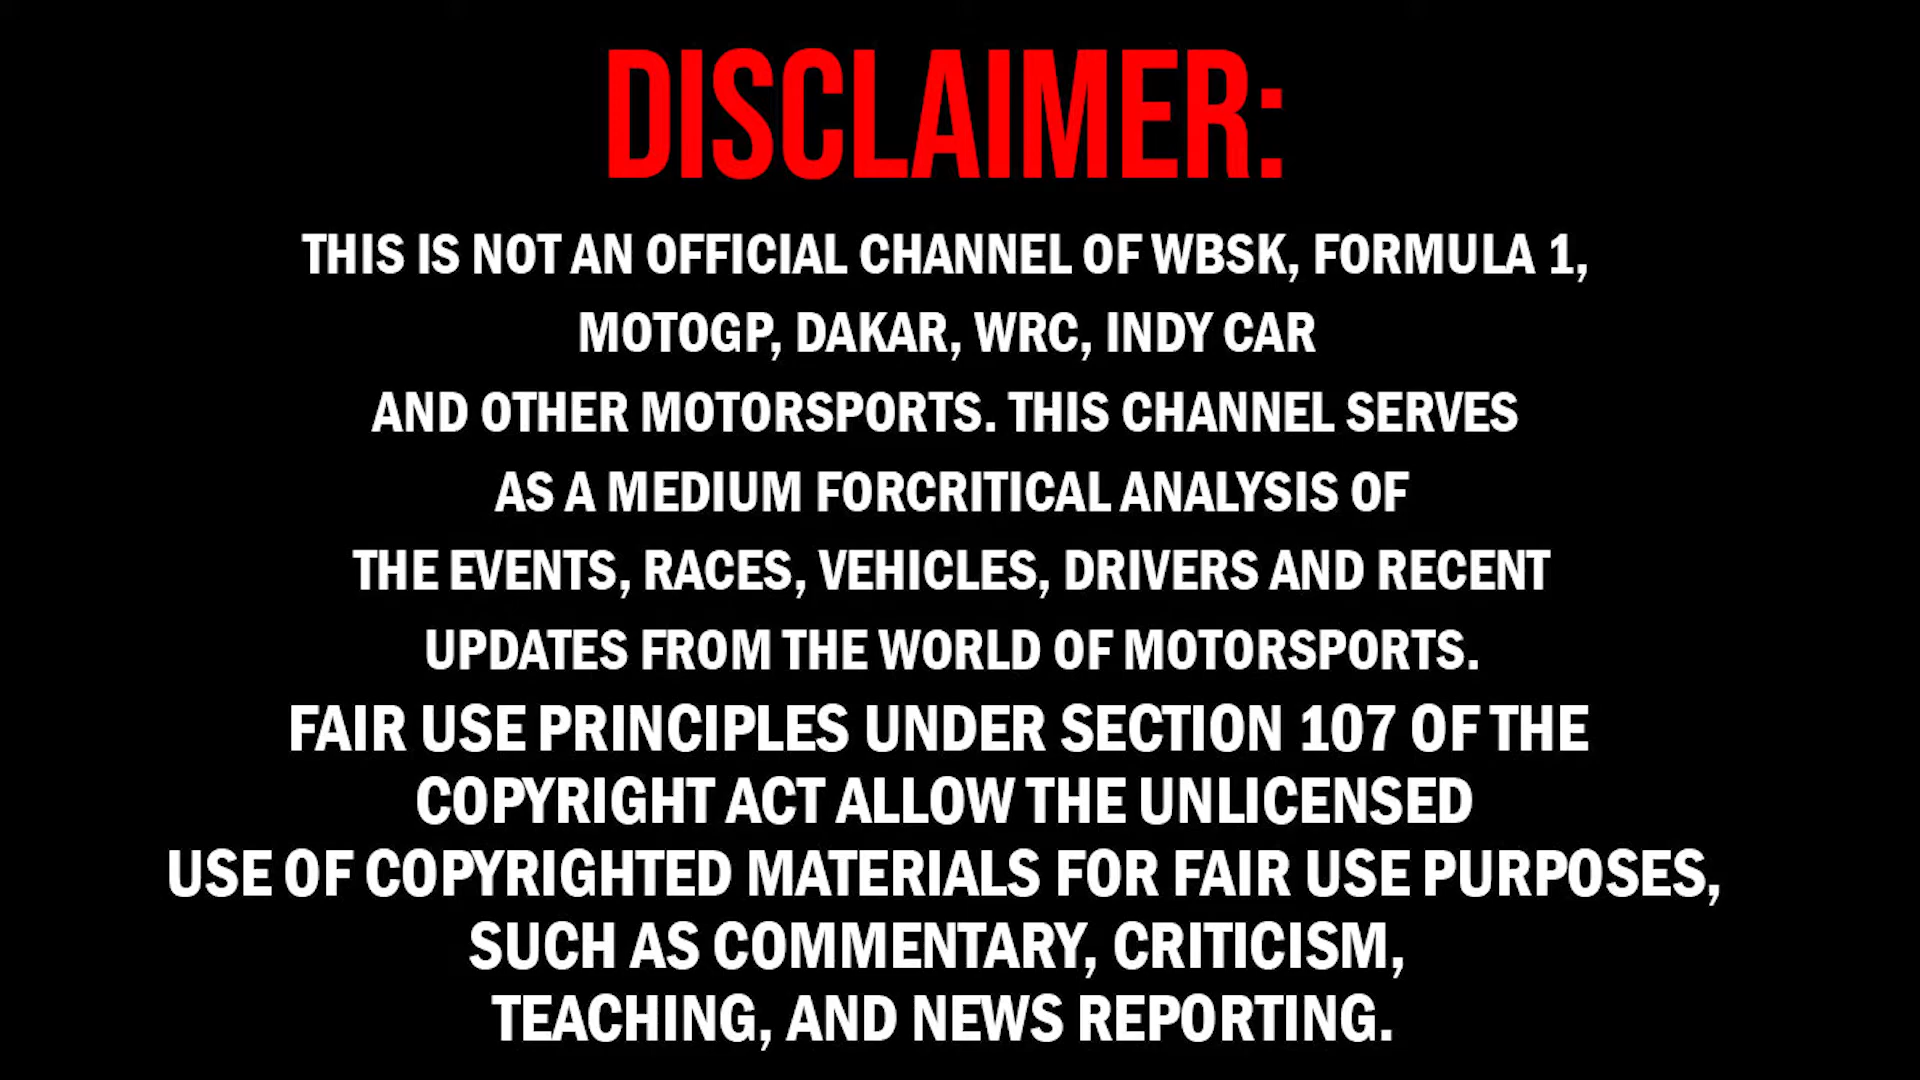 DISCLAIMER:
THIS IS NOT AN OFFICIAL CHANNEL OF WBSK, FORMULA 1,
MOTOGP, DAKAR, WRC, INDY CAR
AND OTHER MOTORSPORTS. THIS CHANNEL SERVES
AS A MEDIUM FORCRITICAL ANALYSIS OF
THE EVENTS, RACES, VEHICLES, DRIVERS AND RECENT
UPDATES FROM THE WORLD OF MOTORSPORTS.
FAIR USE PRINCIPLES UNDER SECTION 107 OF THE
COPYRIGHT ACT ALLOW THE UNLICENSED
USE OF COPYRIGHTED MATERIALS FOR FAIR USE PURPOSES,
SUCH AS COMMENTARY, CRITICISM,
TEACHING, AND NEWS REPORTING.